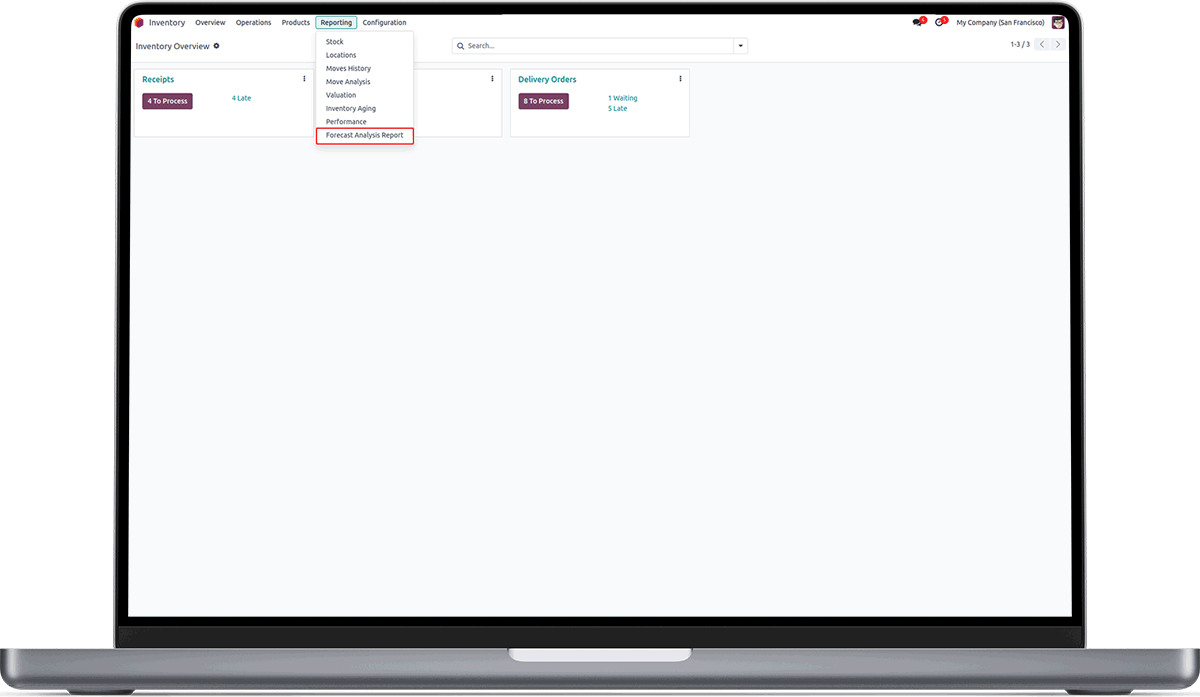 Inventory Overview Operations Products Reporting Configuration My Company (San Francisco)
Inventory Overview Search... 1-3 / 3
Stock
Locations
Moves History
Move Analysis
Valuation
Inventory Aging
Performance
Forecast Analysis Report
Receipts
4 To Process 4 Late
Delivery Orders
8 To Process 1 Waiting
5 Late